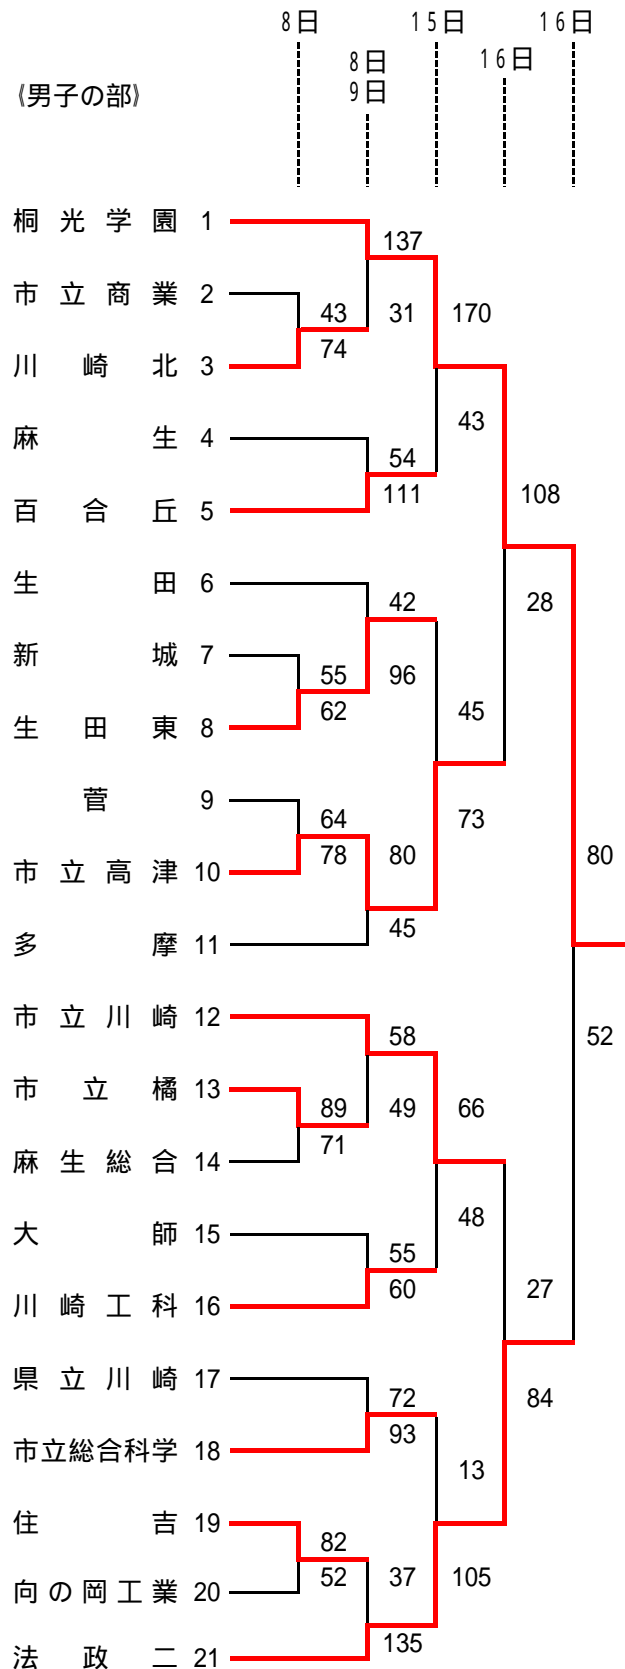 8日 15日 16日
8日 16日
《男子の部》 9日
桐光学園 1
137
市立商業 2
43 31 170
74
川崎北 3
43
麻生 4
54
111 108
百合丘 5
生田 6
42 28
新城 7
55 96
62 45
生田東 8
菅 9
64 73
78 80 80
市立高津 10
45
多摩 11
市立川崎 12
58 52
市立橘 13
89 49 66
71
麻生総合 14
48
大師 15
55
60 27
川崎工科 16
県立川崎 17
72 84
93
市立総合科学 18
13
住吉 19
82
52 37 105
向の岡工業 20
135
法政二 21